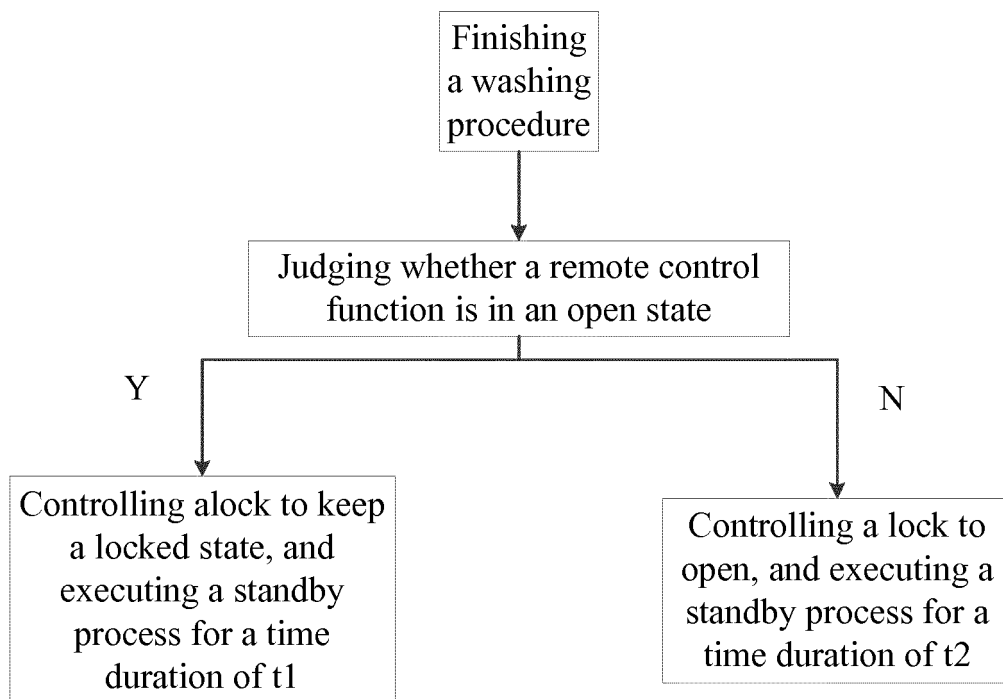 Finishing
a washing
procedure
Judging whether a remote control
function is in an open state
Y
N
Controlling alock to keep
a locked state, and
executing a standby
process for a time
duration of t1
Controlling a lock to
open, and executing a
standby process for a
time duration of t2